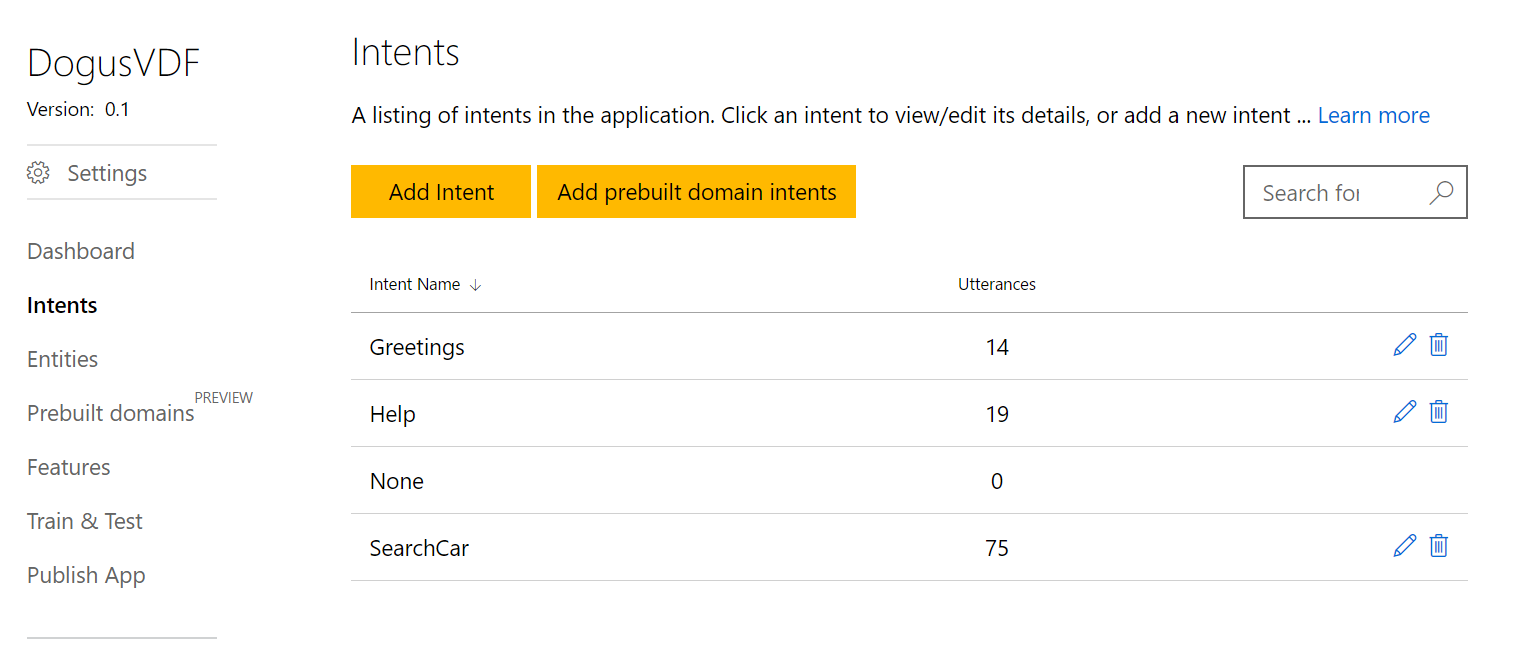 DogusVDF
Version: 0.1
Settings
Dashboard
Intents
Entities
Prebuilt domains PREVIEW
Features
Train & Test
Publish App
Intents
A listing of intents in the application. Click an intent to view/edit its details, or add a new intent ... Learn more
Add Intent
Add prebuilt domain intents
Search for
Intent Name ↓ Utterances
Greetings 14
Help 19
None 0
SearchCar 75